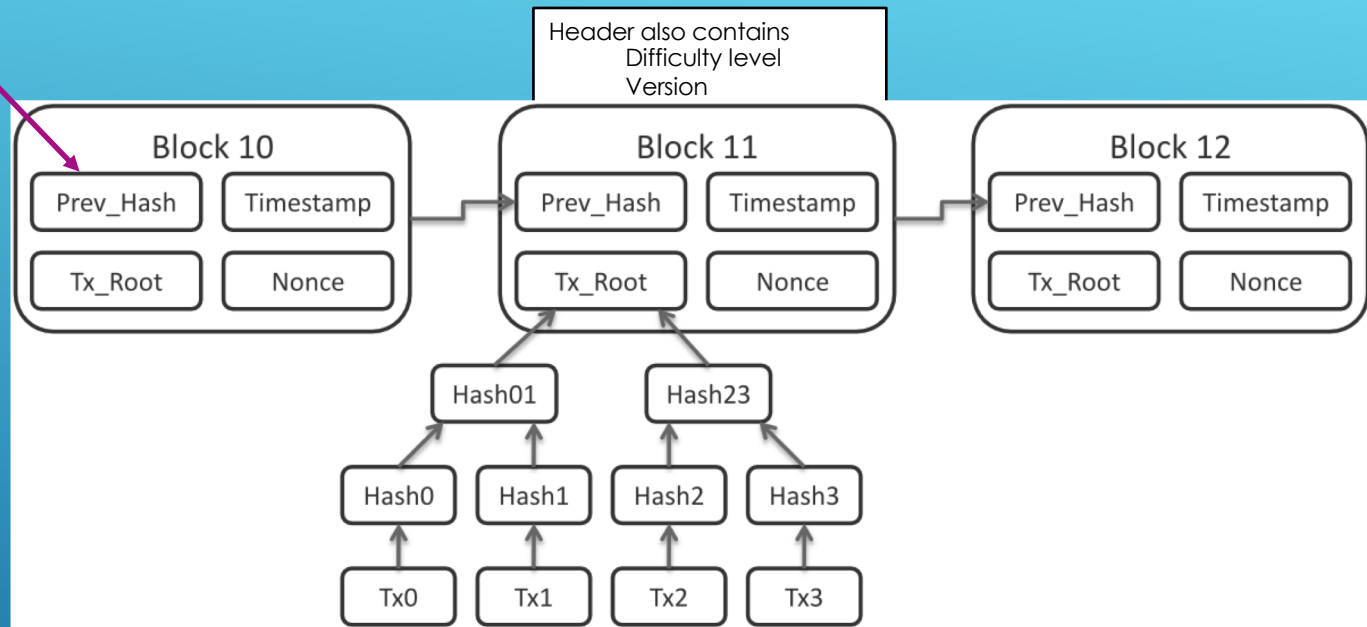 Header also contains
Difficulty level
Version
Block 10
Block 11
Block 12
Prev_Hash Timestamp
Prev_Hash Timestamp
Prev_Hash Timestamp
Tx_Root Nonce
Tx_Root Nonce
Tx_Root Nonce
Hash01 Hash23
Hash0 Hash1 Hash2 Hash3
Tx0 Tx1 Tx2 Tx3